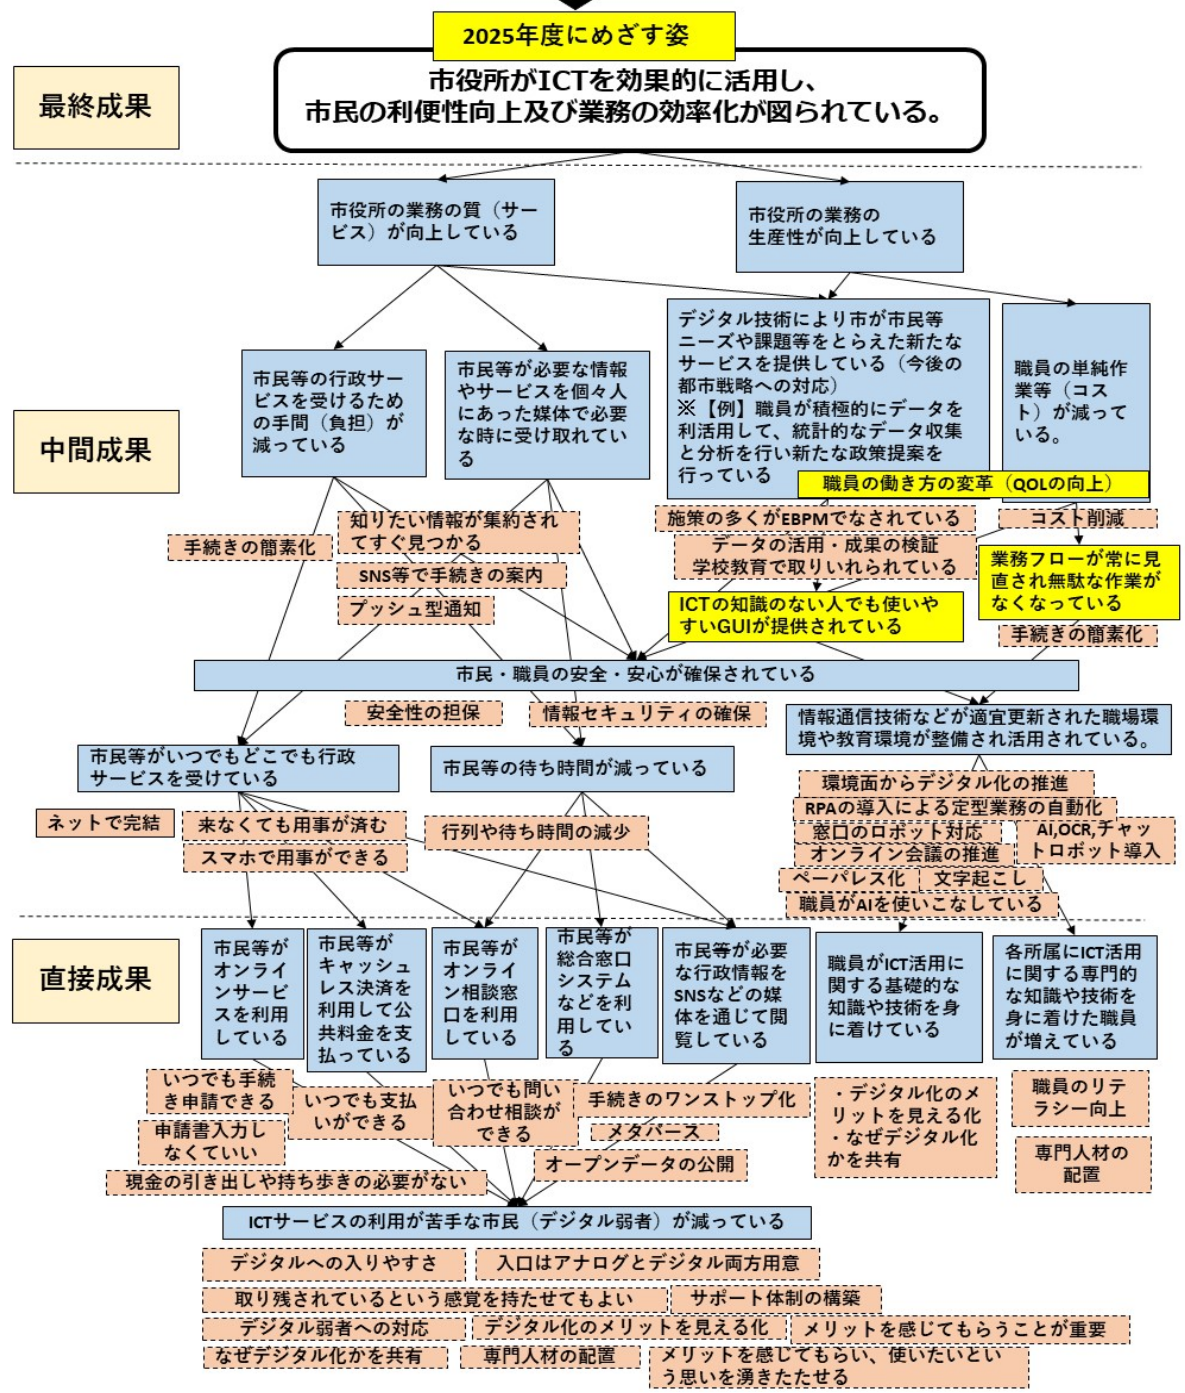 2025年度にめざす姿
最終成果
市役所がICTを効果的に活用し、
市民の利便性向上及び業務の効率化が図られている。
市役所の業務の質（サー
ビス）が向上している
市役所の業務の
生産性が向上している
中間成果
市民等の行政サー
ビスを受けるため
の手間（負担）が
減っている
市民等が必要な情報
やサービスを個々人
にあった媒体で必要
な時に受け取れてい
る
デジタル技術により市が市民等
ニーズや課題等をとらえた新たな
サービスを提供している（今後の
都市戦略への対応）
※【例】職員が積極的にデータを
利活用して、統計的なデータ収集
と分析を行い新たな政策提案を
行っている
職員の単純作
業等（コス
ト）が減って
いる。
職員の働き方の変革（QOLの向上）
手続きの簡素化
知りたい情報が集約され
てすぐ見つかる
SNS等で手続きの案内
プッシュ型通知
施策の多くがEBPMでなされている
データの活用・成果の検証
学校教育で取りいれられている
コスト削減
業務フローが常に見
直され無駄な作業が
なくなっている
ICTの知識のない人でも使いや
すいGUIが提供されている
手続きの簡素化
市民・職員の安全・安心が確保されている
安全性の担保
情報セキュリティの確保
情報通信技術などが適宜更新された職場環
境や教育環境が整備され活用されている。
市民等がいつでもどこでも行政
サービスを受けている
市民等の待ち時間が減っている
ネットで完結
来なくても用事が済む
スマホで用事ができる
行列や待ち時間の減少
環境面からデジタル化の推進
RPAの導入による定型業務の自動化
窓口のロボット対応
オンライン会議の推進
AI,OCR,チャッ
トロボット導入
ペーパレス化
文字起こし
職員がAIを使いこなしている
直接成果
市民等が
オンライ
ンサービ
スを利用
している
市民等が
キャッシュ
レス決済を
利用して公
共料金を支
払っている
市民等が
オンライ
ン相談窓
口を利用
している
市民等が
総合窓口
システム
などを利
用してい
る
市民等が必要
な行政情報を
SNSなどの媒
体を通じて閲
覧している
職員がICT活用に
関する基礎的な
知識や技術を身
に着けている
各所属にICT活用
に関する専門的
な知識や技術を
身に着けた職員
が増えている
いつでも手続
き申請できる
申請書入力し
なくていい
いつでも支払
いができる
いつでも問い
合わせ相談が
できる
手続きのワンストップ化
メタバース
オープンデータの公開
現金の引き出しや持ち歩きの必要がない
・デジタル化のメ
リットを見える化
・なぜデジタル化
かを共有
職員のリテ
ラシー向上
専門人材の
配置
ICTサービスの利用が苦手な市民（デジタル弱者）が減っている
デジタルへの入りやすさ
入口はアナログとデジタル両方用意
取り残されているという感覚を持たせてもよい
サポート体制の構築
デジタル弱者への対応
デジタル化のメリットを見える化
メリットを感じてもらうことが重要
なぜデジタル化かを共有
専門人材の配置
メリットを感じてもらい、使いたいとい
う思いを湧きたたせる